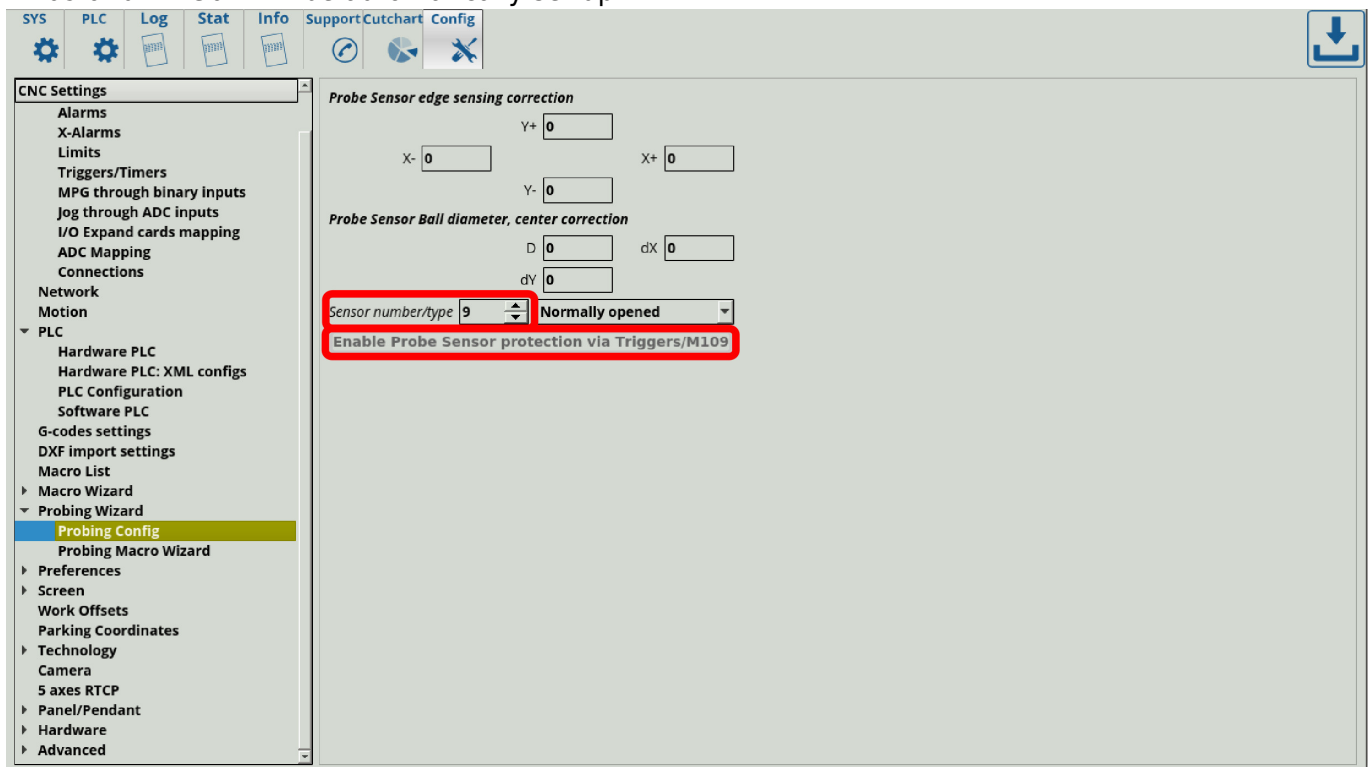 SYS PLC Log Stat Info Support Cutchart Config
CNC Settings
Alarms
X-Alarms
Limits
Triggers/Timers
MPG through binary inputs
Jog through ADC inputs
I/O Expand cards mapping
ADC Mapping
Connections
Network
Motion
PLC
Hardware PLC
Hardware PLC: XML configs
PLC Configuration
Software PLC
G-codes settings
DXF import settings
Macro List
Macro Wizard
Probing Wizard
Probing Config
Probing Macro Wizard
Preferences
Screen
Work Offsets
Parking Coordinates
Technology
Camera
5 axes RTCP
Panel/Pendant
Hardware
Advanced
Probe Sensor edge sensing correction
Y+ 0
X- 0 X+ 0
Y- 0
Probe Sensor Ball diameter, center correction
D 0 dX 0
dY 0
Sensor number/type 9 Normally opened
Enable Probe Sensor protection via Triggers/M109